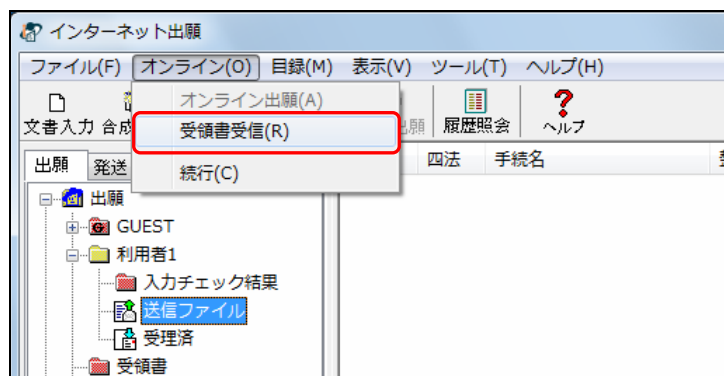 インターネット出願
ファイル(F) オンライン(O) 目録(M) 表示(V) ツール(T) ヘルプ(H)
オンライン出願(A)
受領書受信(R)
続行(C)
文書入力 合成 願 履歴照会 ヘルプ
出願 発送 四法 手続名
出願
GUEST
利用者1
入力チェック結果
送信ファイル
受理済
受領書